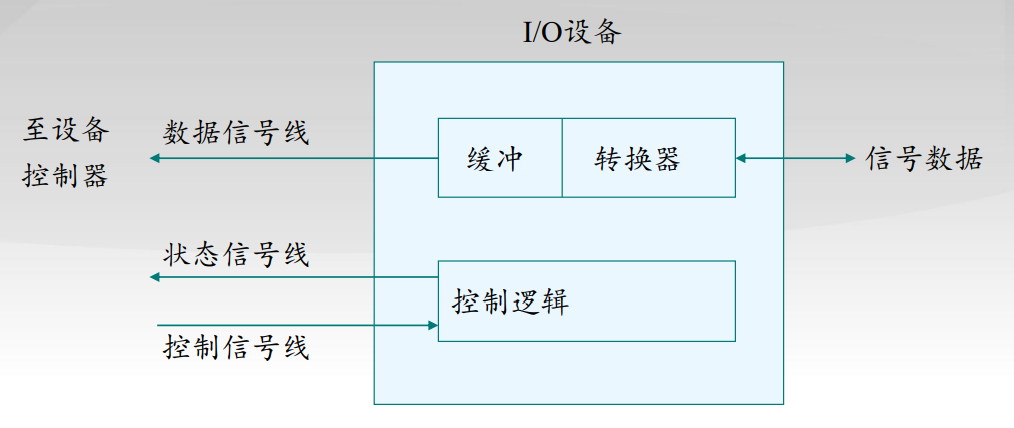 I/O设备
至设备
控制器
数据信号线
缓冲
转换器
信号数据
状态信号线
控制逻辑
控制信号线